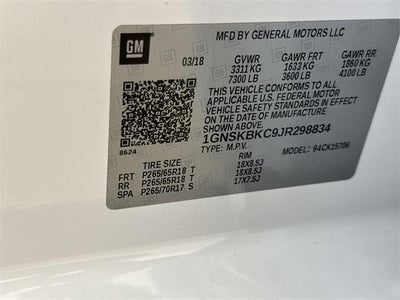 GM
MFD BY GENERAL MOTORS LLC
03/18
GVWR GAWR FRT GAWR RR
3311 KG 1633 KG 1860 KG
7300 LB 3600 LB 4100 LB
THIS VEHICLE CONFORMS TO ALL
APPLICABLE U.S. FEDERAL MOTOR
VEHICLE SAFETY STANDARDS IN EFFECT
ON THE DATE OF MANUFACTURE
SHOWN ABOVE.
1GNSKBKC9JR298834
TYPE: M.P.V. MODEL: 94CK15706
8624
TIRE SIZE RIM
FRT P265/65R18 T 18X8.5J
RR P265/65R18 T 18X8.5J
SP P265/70R17 S 17X7.5J